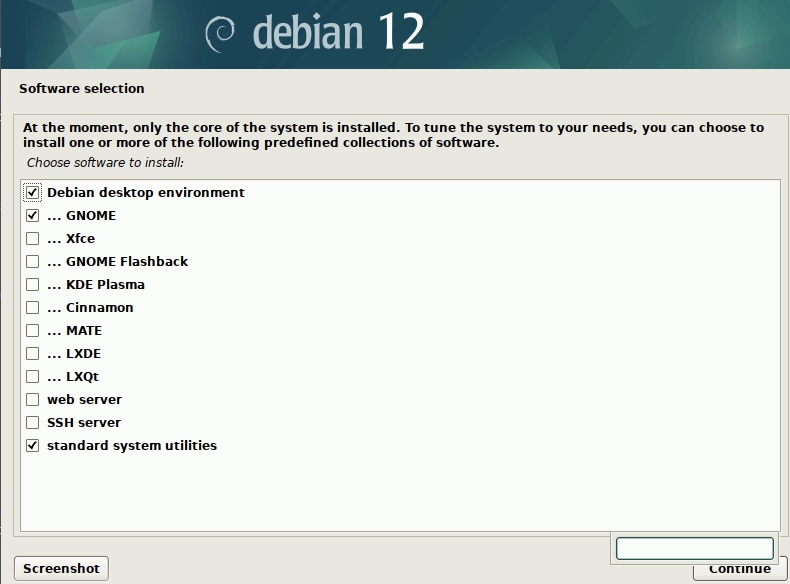 debian 12
Software selection
At the moment, only the core of the system is installed. To tune the system to your needs, you can choose to
install one or more of the following predefined collections of software.
Choose software to install:
Debian desktop environment
... GNOME
... Xfce
... GNOME Flashback
... KDE Plasma
... Cinnamon
... MATE
... LXDE
... LXQt
web server
SSH server
standard system utilities
Screenshot
Continue